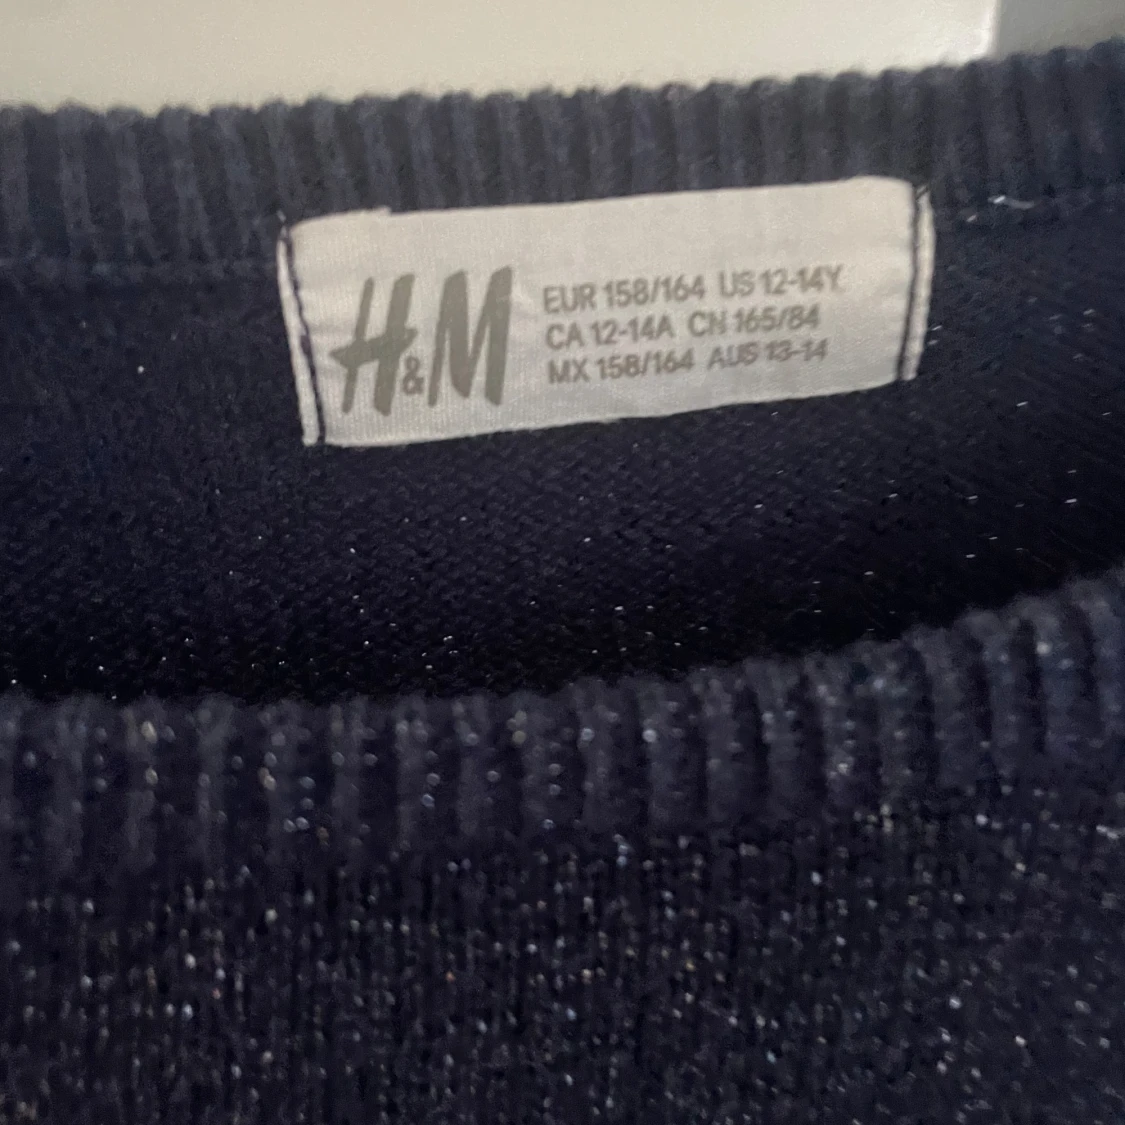 H&M
EUR 158/164 US 12-14Y
CA 12-14A CN 165/84
MX 158/164 AUS 13-14